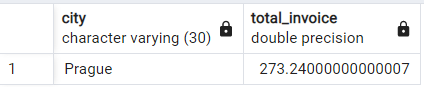 city total_invoice
character varying (30) double precision
1 Prague 273.24000000000007